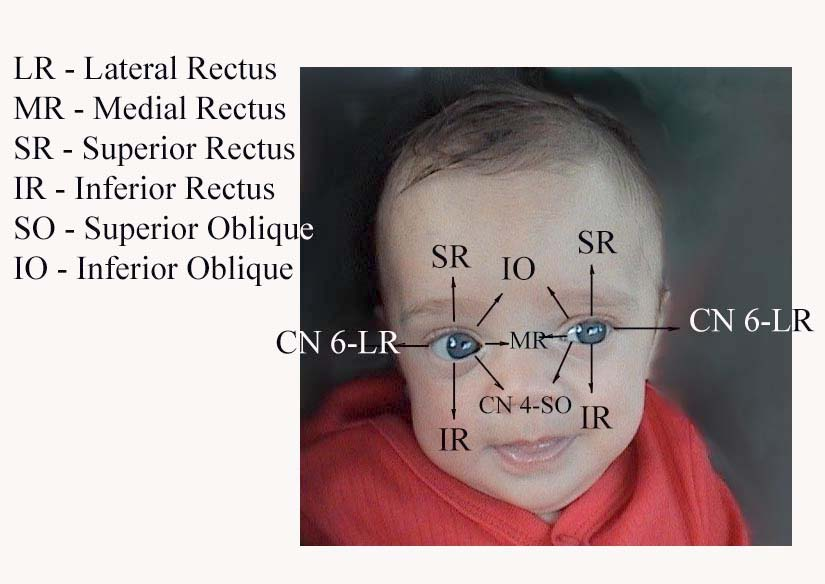 LR - Lateral Rectus
MR - Medial Rectus
SR - Superior Rectus
IR - Inferior Rectus
SO - Superior Oblique
IO - Inferior Oblique
SR
IO
SR
CN 6-LR
MR
CN 6-LR
CN 4-SO
IR
IR